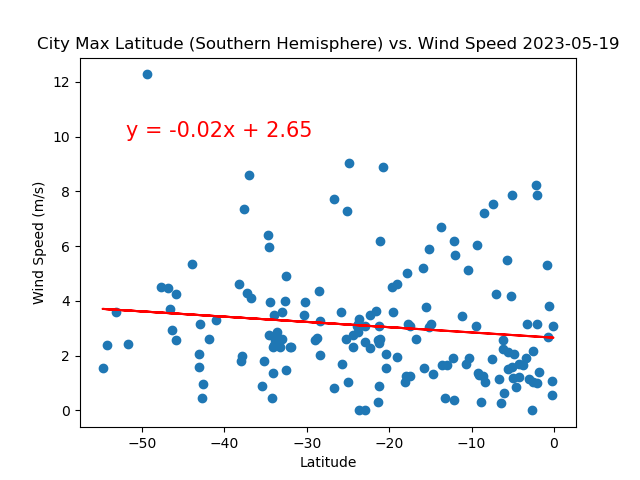 City Max Latitude (Southern Hemisphere) vs. Wind Speed 2023-05-19
12
10
8
6
4
2
0
y = -0.02x + 2.65
Wind Speed (m/s)
−50 −40 −30 −20 −10 0
Latitude